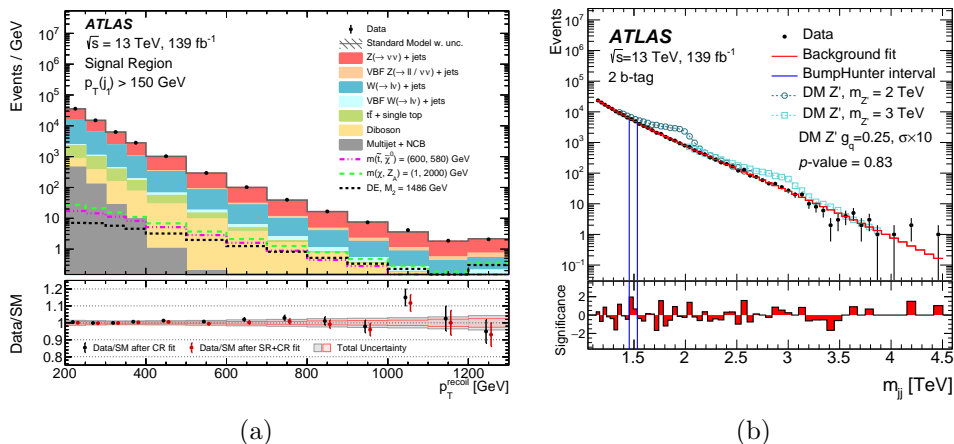 ATLAS
√s = 13 TeV, 139 fb⁻¹
Signal Region
p_T(j_1) > 150 GeV
Data
Standard Model w. unc.
Z(→ νν) + jets
VBF Z(→ ll / νν) + jets
W(→ lν) + jets
VBF W(→ lν) + jets
tt̄ + single top
Diboson
Multijet + NCB
m(t̃, χ̃⁰) = (600, 580) GeV
m(χ, Z_A) = (1, 2000) GeV
DE, M_2 = 1486 GeV
Events / GeV
10⁷
10⁶
10⁵
10⁴
10³
10²
10
1
Data/SM
1.2
1.1
1
0.9
0.8
Data/SM after CR fit
Data/SM after SR+CR fit
Total Uncertainty
200 400 600 800 1000 1200
p_T^recoil [GeV]
(a)
ATLAS
√s=13 TeV, 139 fb⁻¹
2 b-tag
Data
Background fit
BumpHunter interval
DM Z', m_Z' = 2 TeV
DM Z', m_Z' = 3 TeV
DM Z' g_q=0.25, σ×10
p-value = 0.83
Events
10⁷
10⁶
10⁵
10⁴
10³
10²
10
1
10⁻¹
Significance
2
0
−2
1.5 2 2.5 3 3.5 4 4.5
m_jj [TeV]
(b)